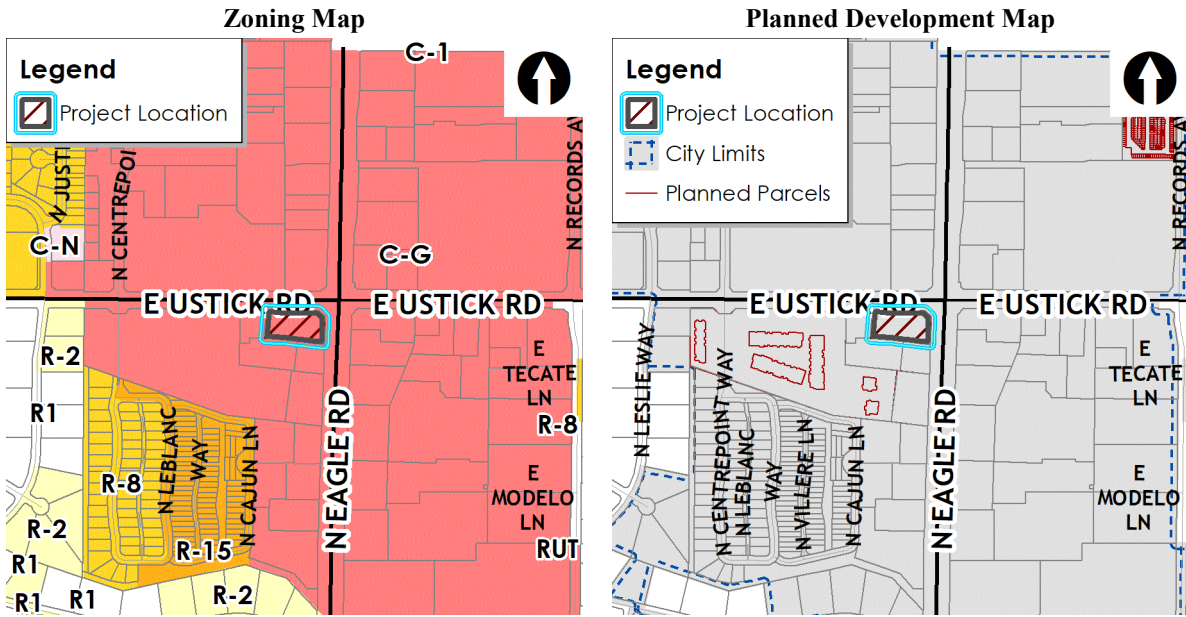 Zoning Map
Legend
Project Location
C-1
N JUSTI
N CENTREPOI
N RECORDS AV
C-N
C-G
E USTICK RD
E USTICK RD
R-2
R1
E
TECATE
LN
R-8
N LEBLANC
WAY
N CAJUN LN
N EAGLE RD
R-8
E
MODELO
LN
R-2
R-15
RUT
R1
R1
R1
R-2
Planned Development Map
Legend
Project Location
City Limits
Planned Parcels
N RECORDS A
E USTICK RD
E USTICK RD
N LESLIE WAY
E
TECATE
LN
N CENTREPOINT WAY
N LEBLANC
WAY
N VILLERE LN
N CAJUN LN
N EAGLE RD
E
MODELO
LN